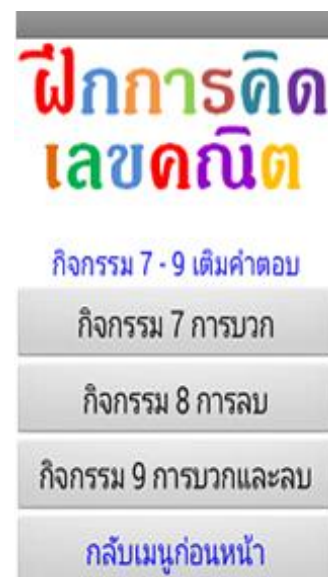 ฝึกการคิด
เลขคณิต
กิจกรรม 7 - 9 เติมคำตอบ
กิจกรรม 7 การบวก
กิจกรรม 8 การลบ
กิจกรรม 9 การบวกและลบ
กลับเมนูก่อนหน้า